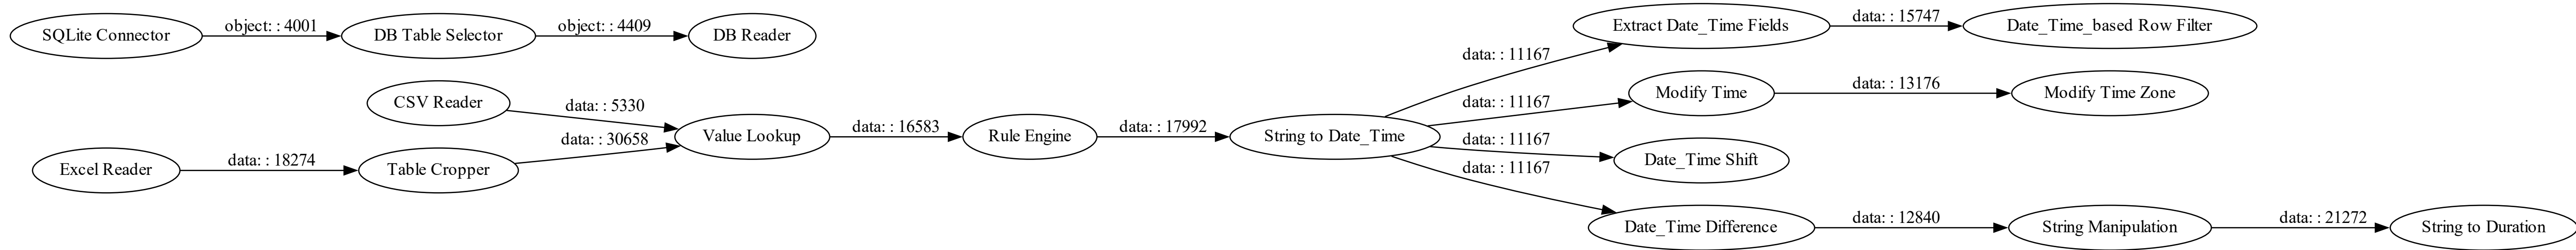 SQLite Connector
object: : 4001
DB Table Selector
object: : 4409
DB Reader
CSV Reader
data: : 5330
Excel Reader
data: : 18274
Table Cropper
data: : 30658
Value Lookup
data: : 16583
Rule Engine
data: : 17992
String to Date_Time
data: : 11167
Extract Date_Time Fields
data: : 15747
Date_Time_based Row Filter
data: : 11167
Modify Time
data: : 13176
Modify Time Zone
data: : 11167
Date_Time Shift
data: : 11167
Date_Time Difference
data: : 12840
String Manipulation
data: : 21272
String to Duration